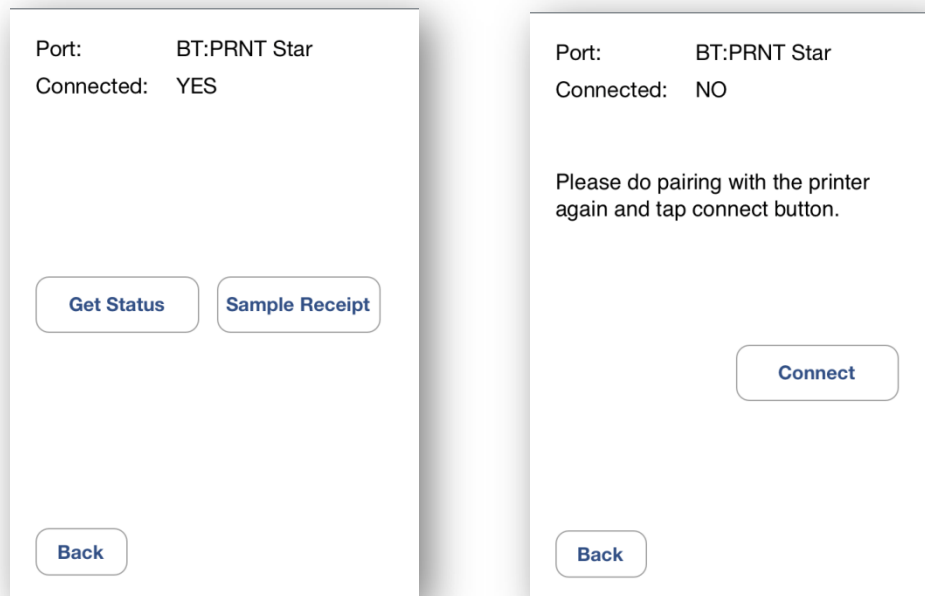 Port: BT:PRNT Star
Connected: YES
Get Status Sample Receipt
Back
Port: BT:PRNT Star
Connected: NO
Please do pairing with the printer
again and tap connect button.
Connect
Back